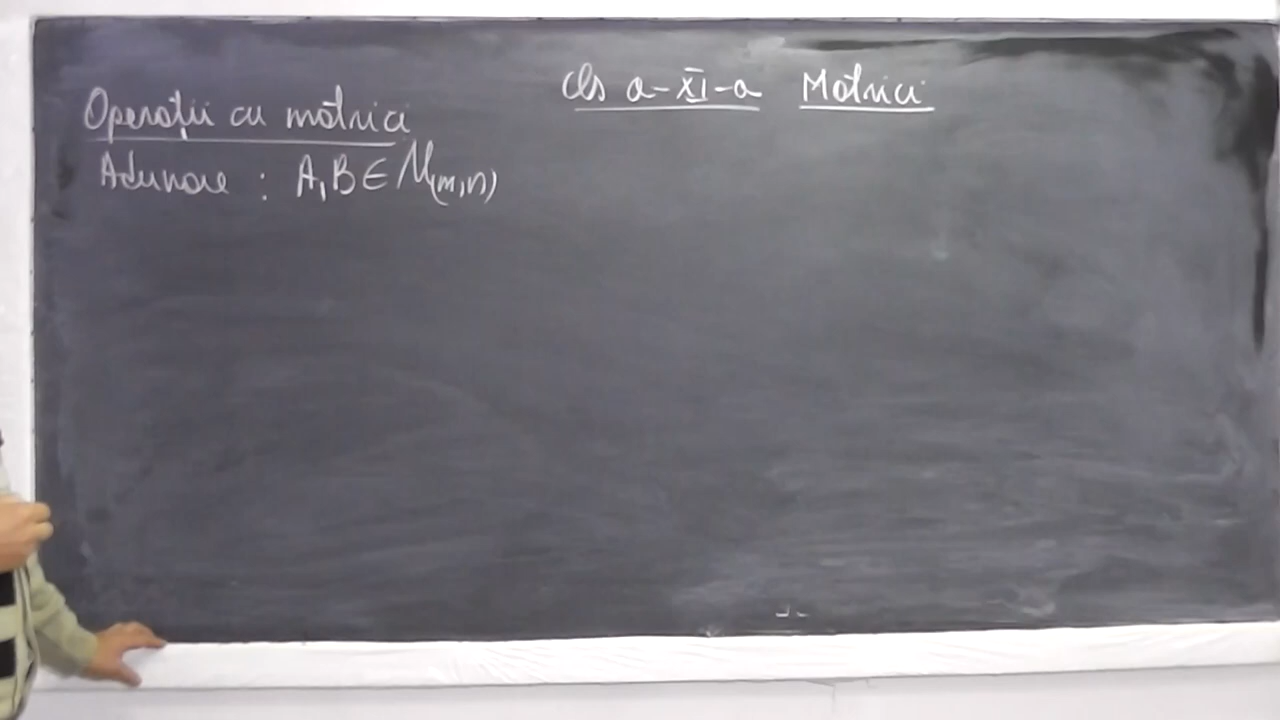 Cls a-XI-a Matrici
Operații cu matrici
Adunare : A,B ∈ M(m,n)